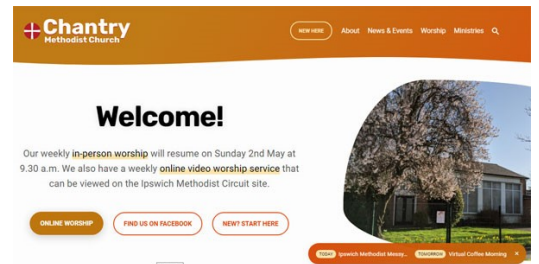 Chantry
Methodist Church
NEW HERE
About
News & Events
Worship
Ministries
Welcome!
Our weekly in-person worship will resume on Sunday 2nd May at
9.30 a.m. We also have a weekly online video worship service that
can be viewed on the Ipswich Methodist Circuit site.
ONLINE WORSHIP
FIND US ON FACEBOOK
NEW? START HERE
TODAY Ipswich Methodist Messy...
TOMORROW Virtual Coffee Morning ×